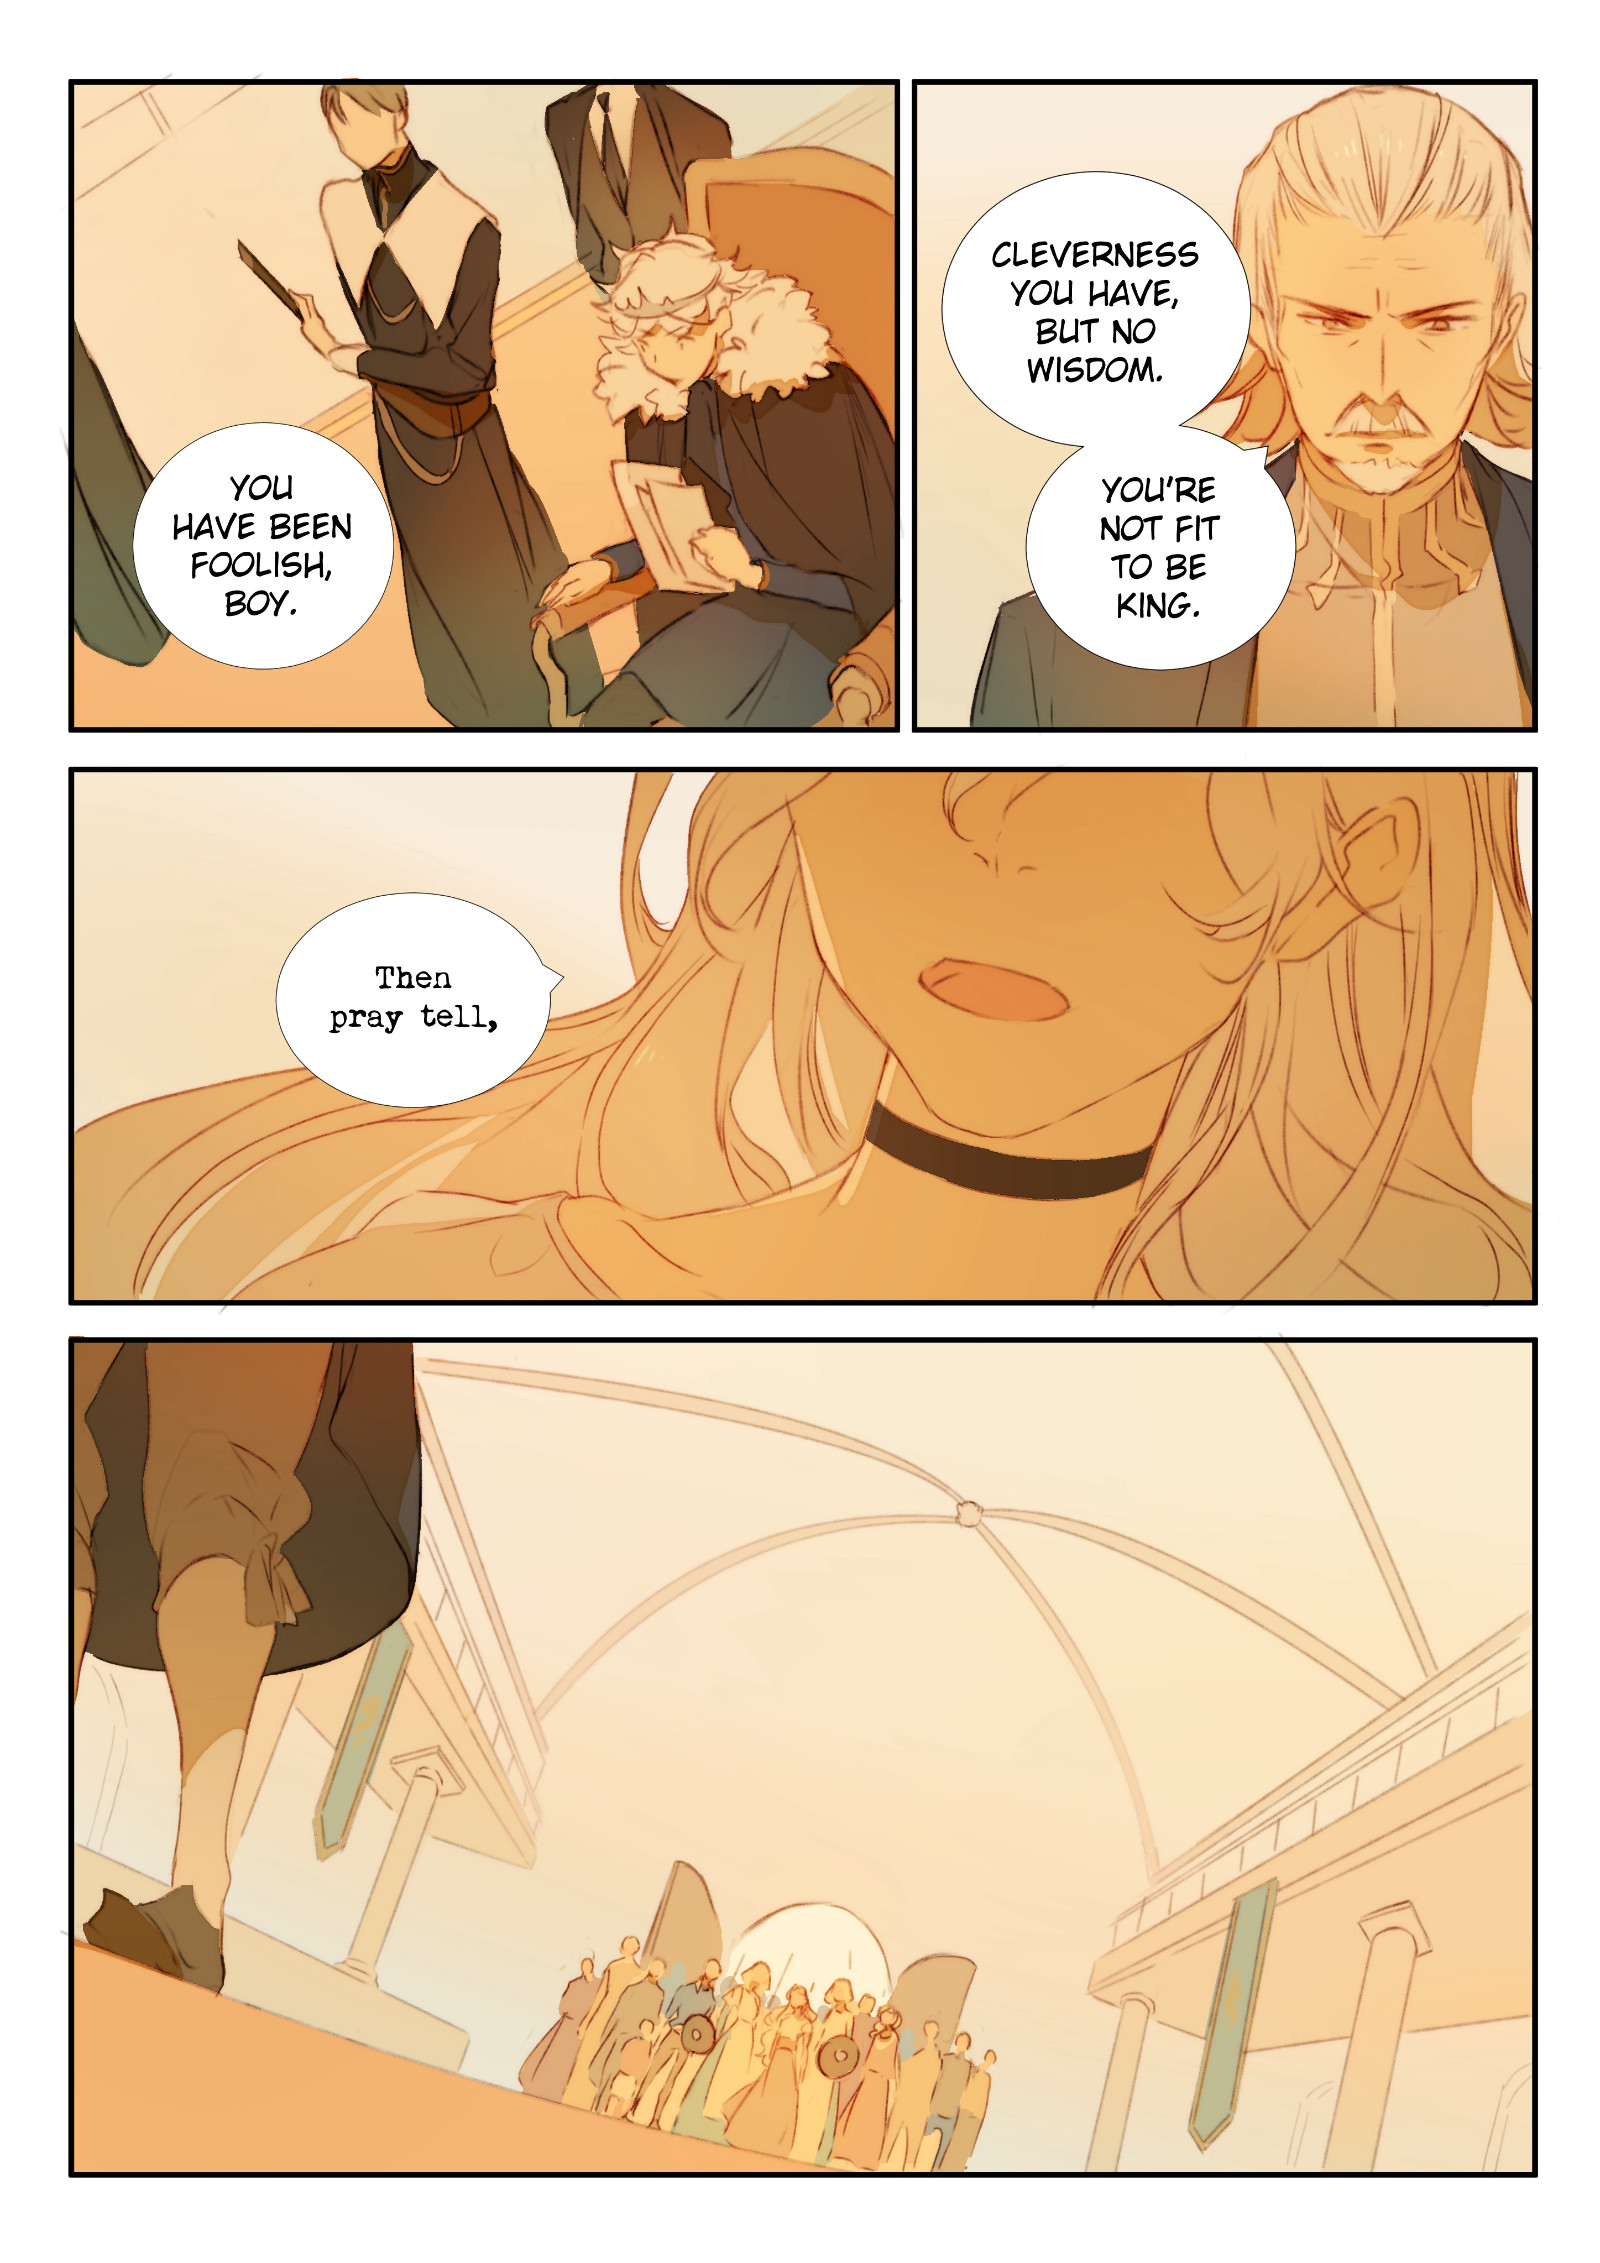 YOU
HAVE BEEN
FOOLISH,
BOY.
CLEVERNESS
YOU HAVE,
BUT NO
WISDOM.
YOU'RE
NOT FIT
TO BE
KING.
Then
pray tell,